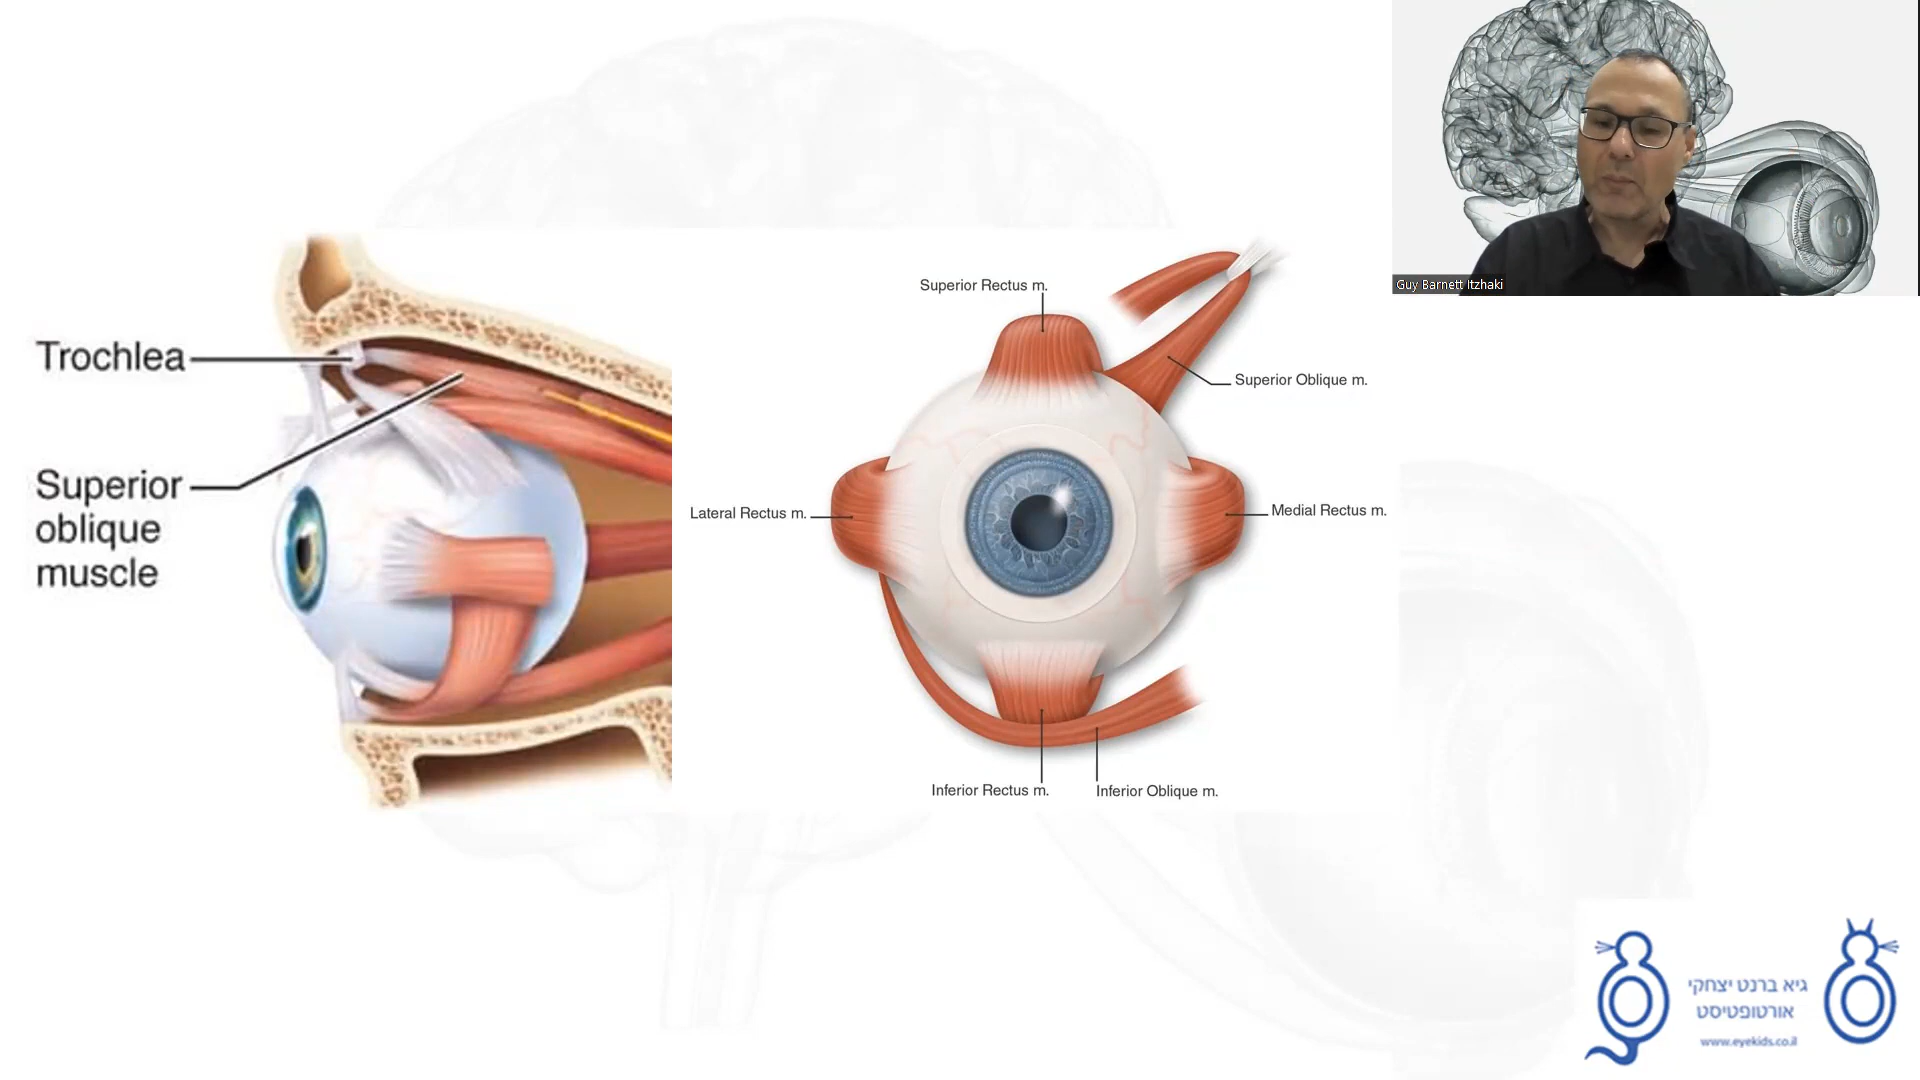 Trochlea
Superior
oblique
muscle
Superior Rectus m.
Superior Oblique m.
Lateral Rectus m.
Medial Rectus m.
Inferior Rectus m.
Inferior Oblique m.
Guy Barnett Itzhaki
גיא ברנט יצחקי
אורטופטיסט
www.eyekids.co.il